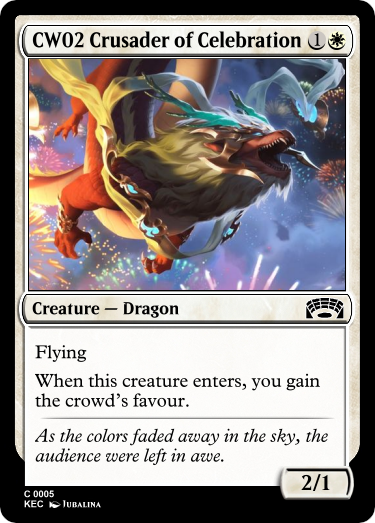 CW02 Crusader of Celebration 1
Creature — Dragon
Flying
When this creature enters, you gain
the crowd's favour.
As the colors faded away in the sky, the
audience were left in awe.
2/1
C 0005
KEC JUBALINA